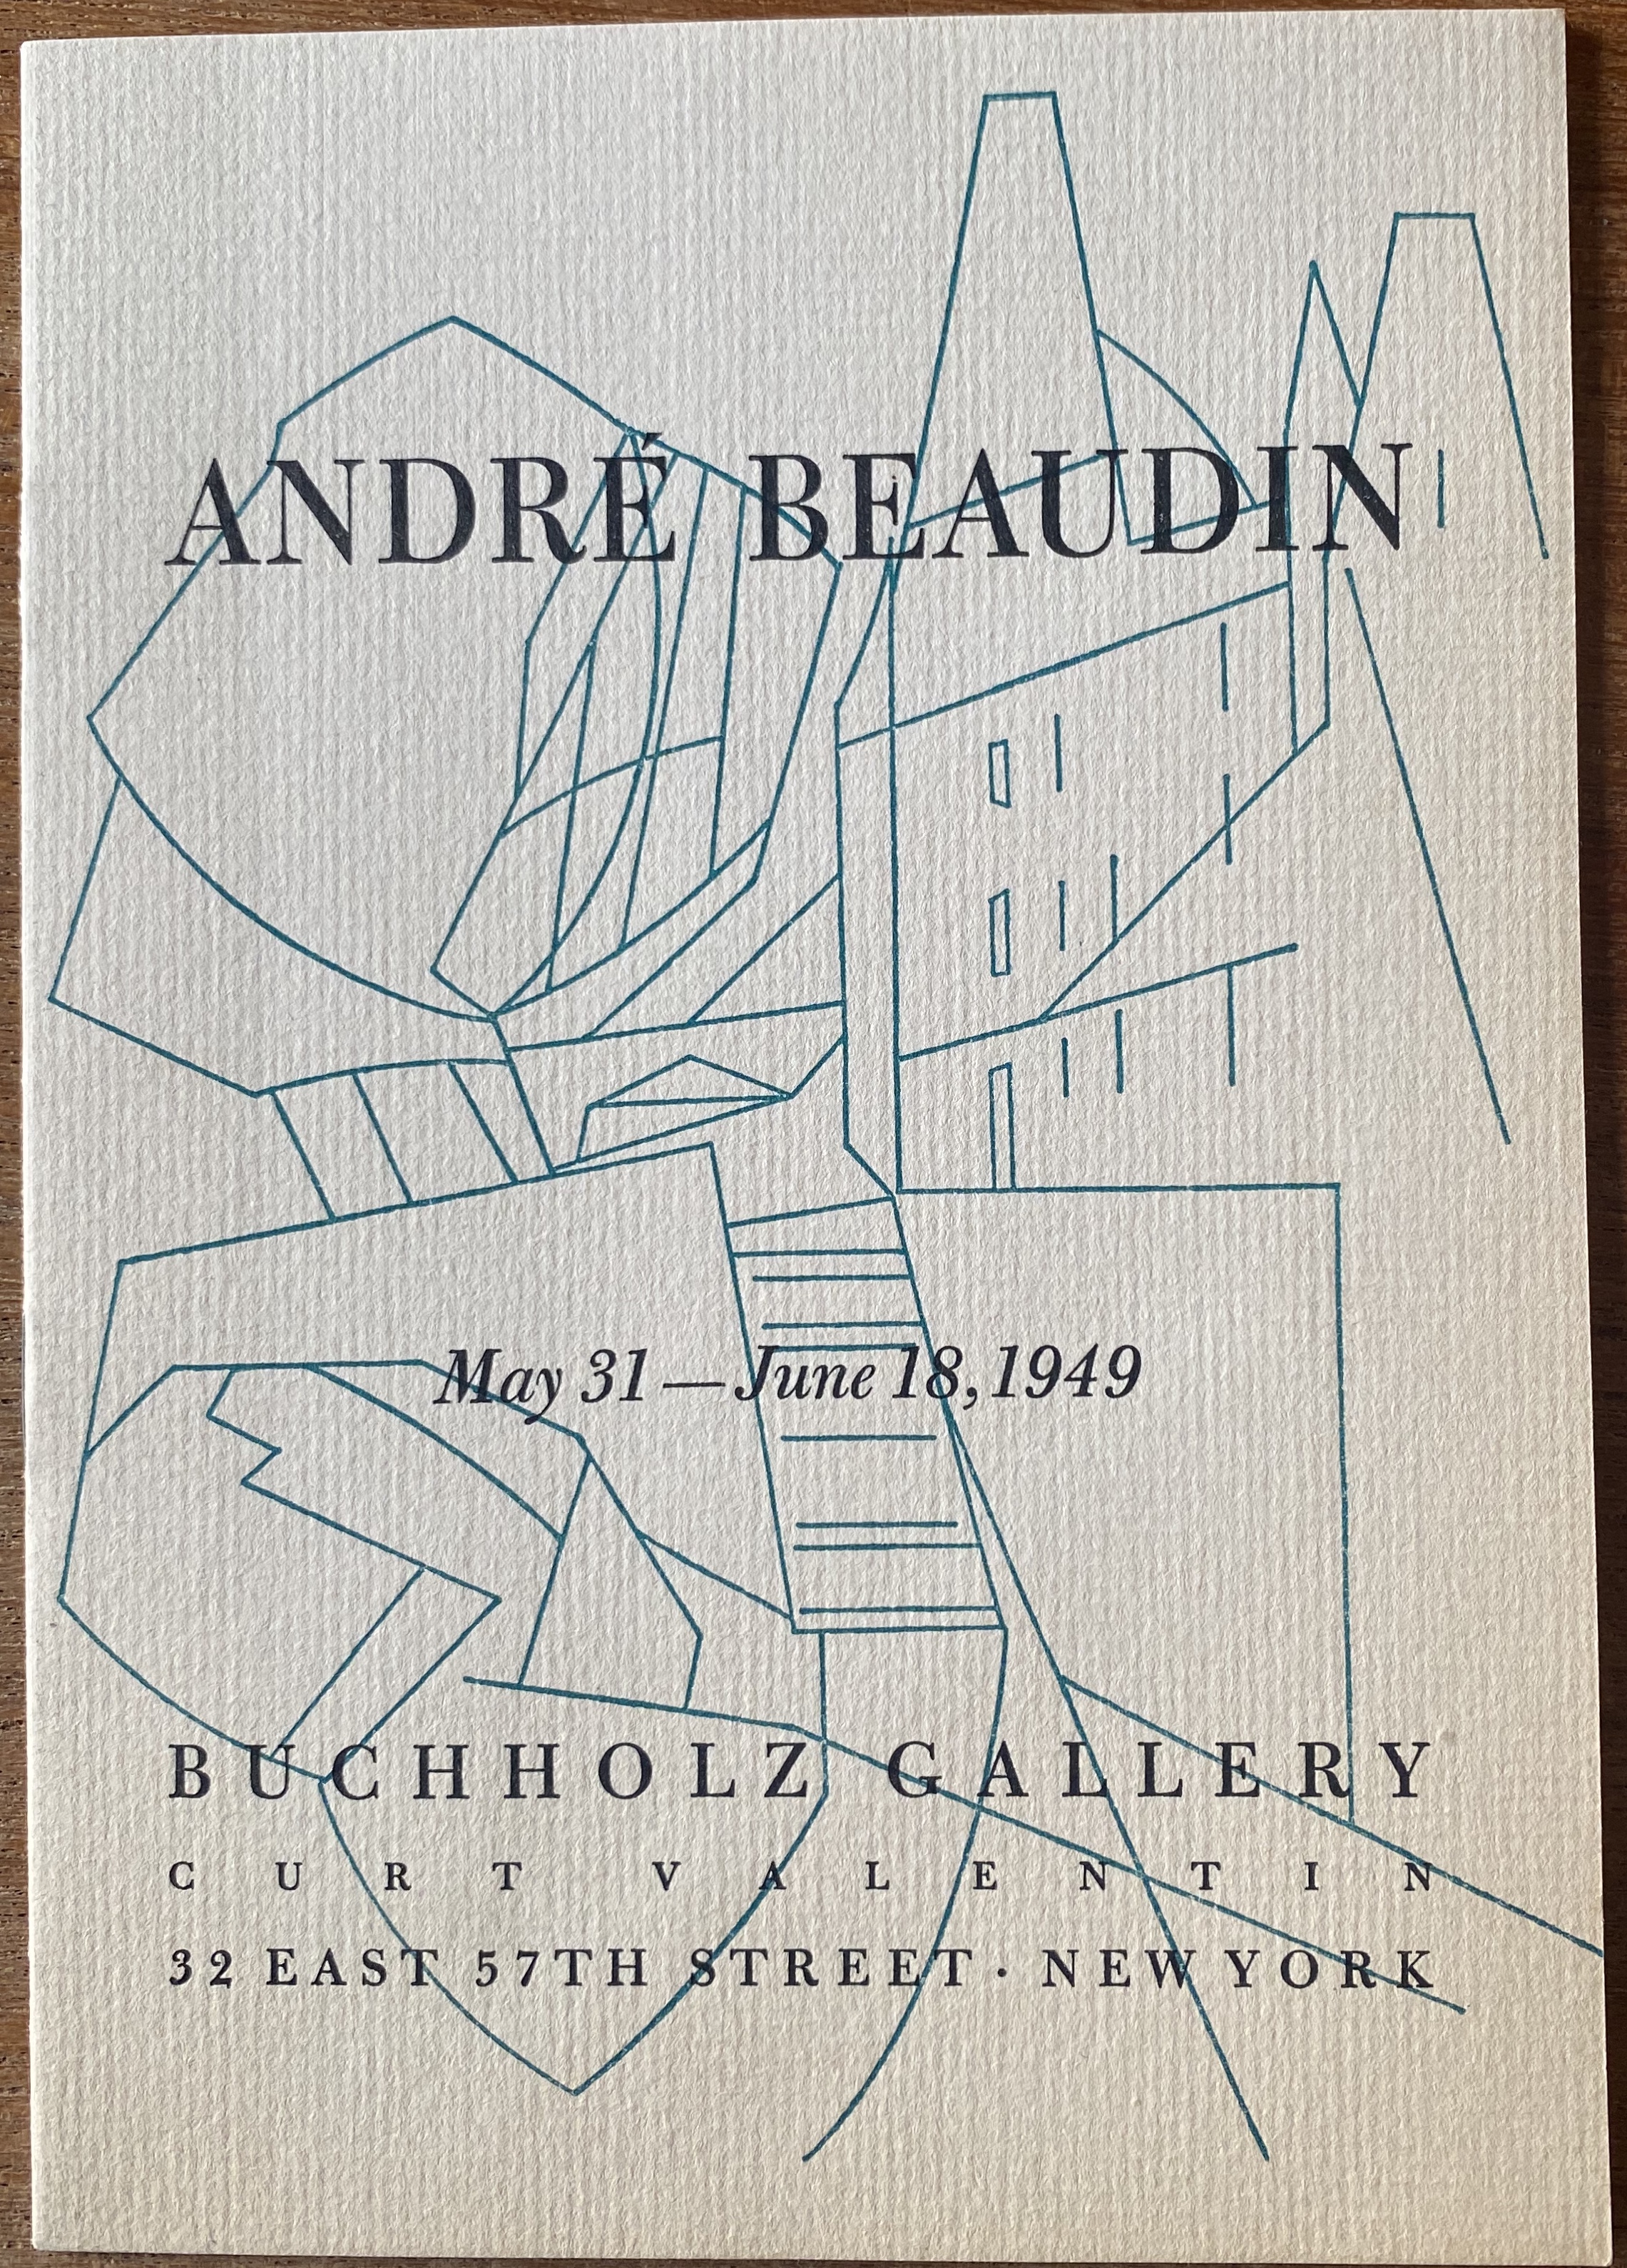 ANDRÉ BEAUDIN
May 31 — June 18, 1949
BUCHHOLZ GALLERY
CURT VALENTIN
32 EAST 57TH STREET · NEW YORK